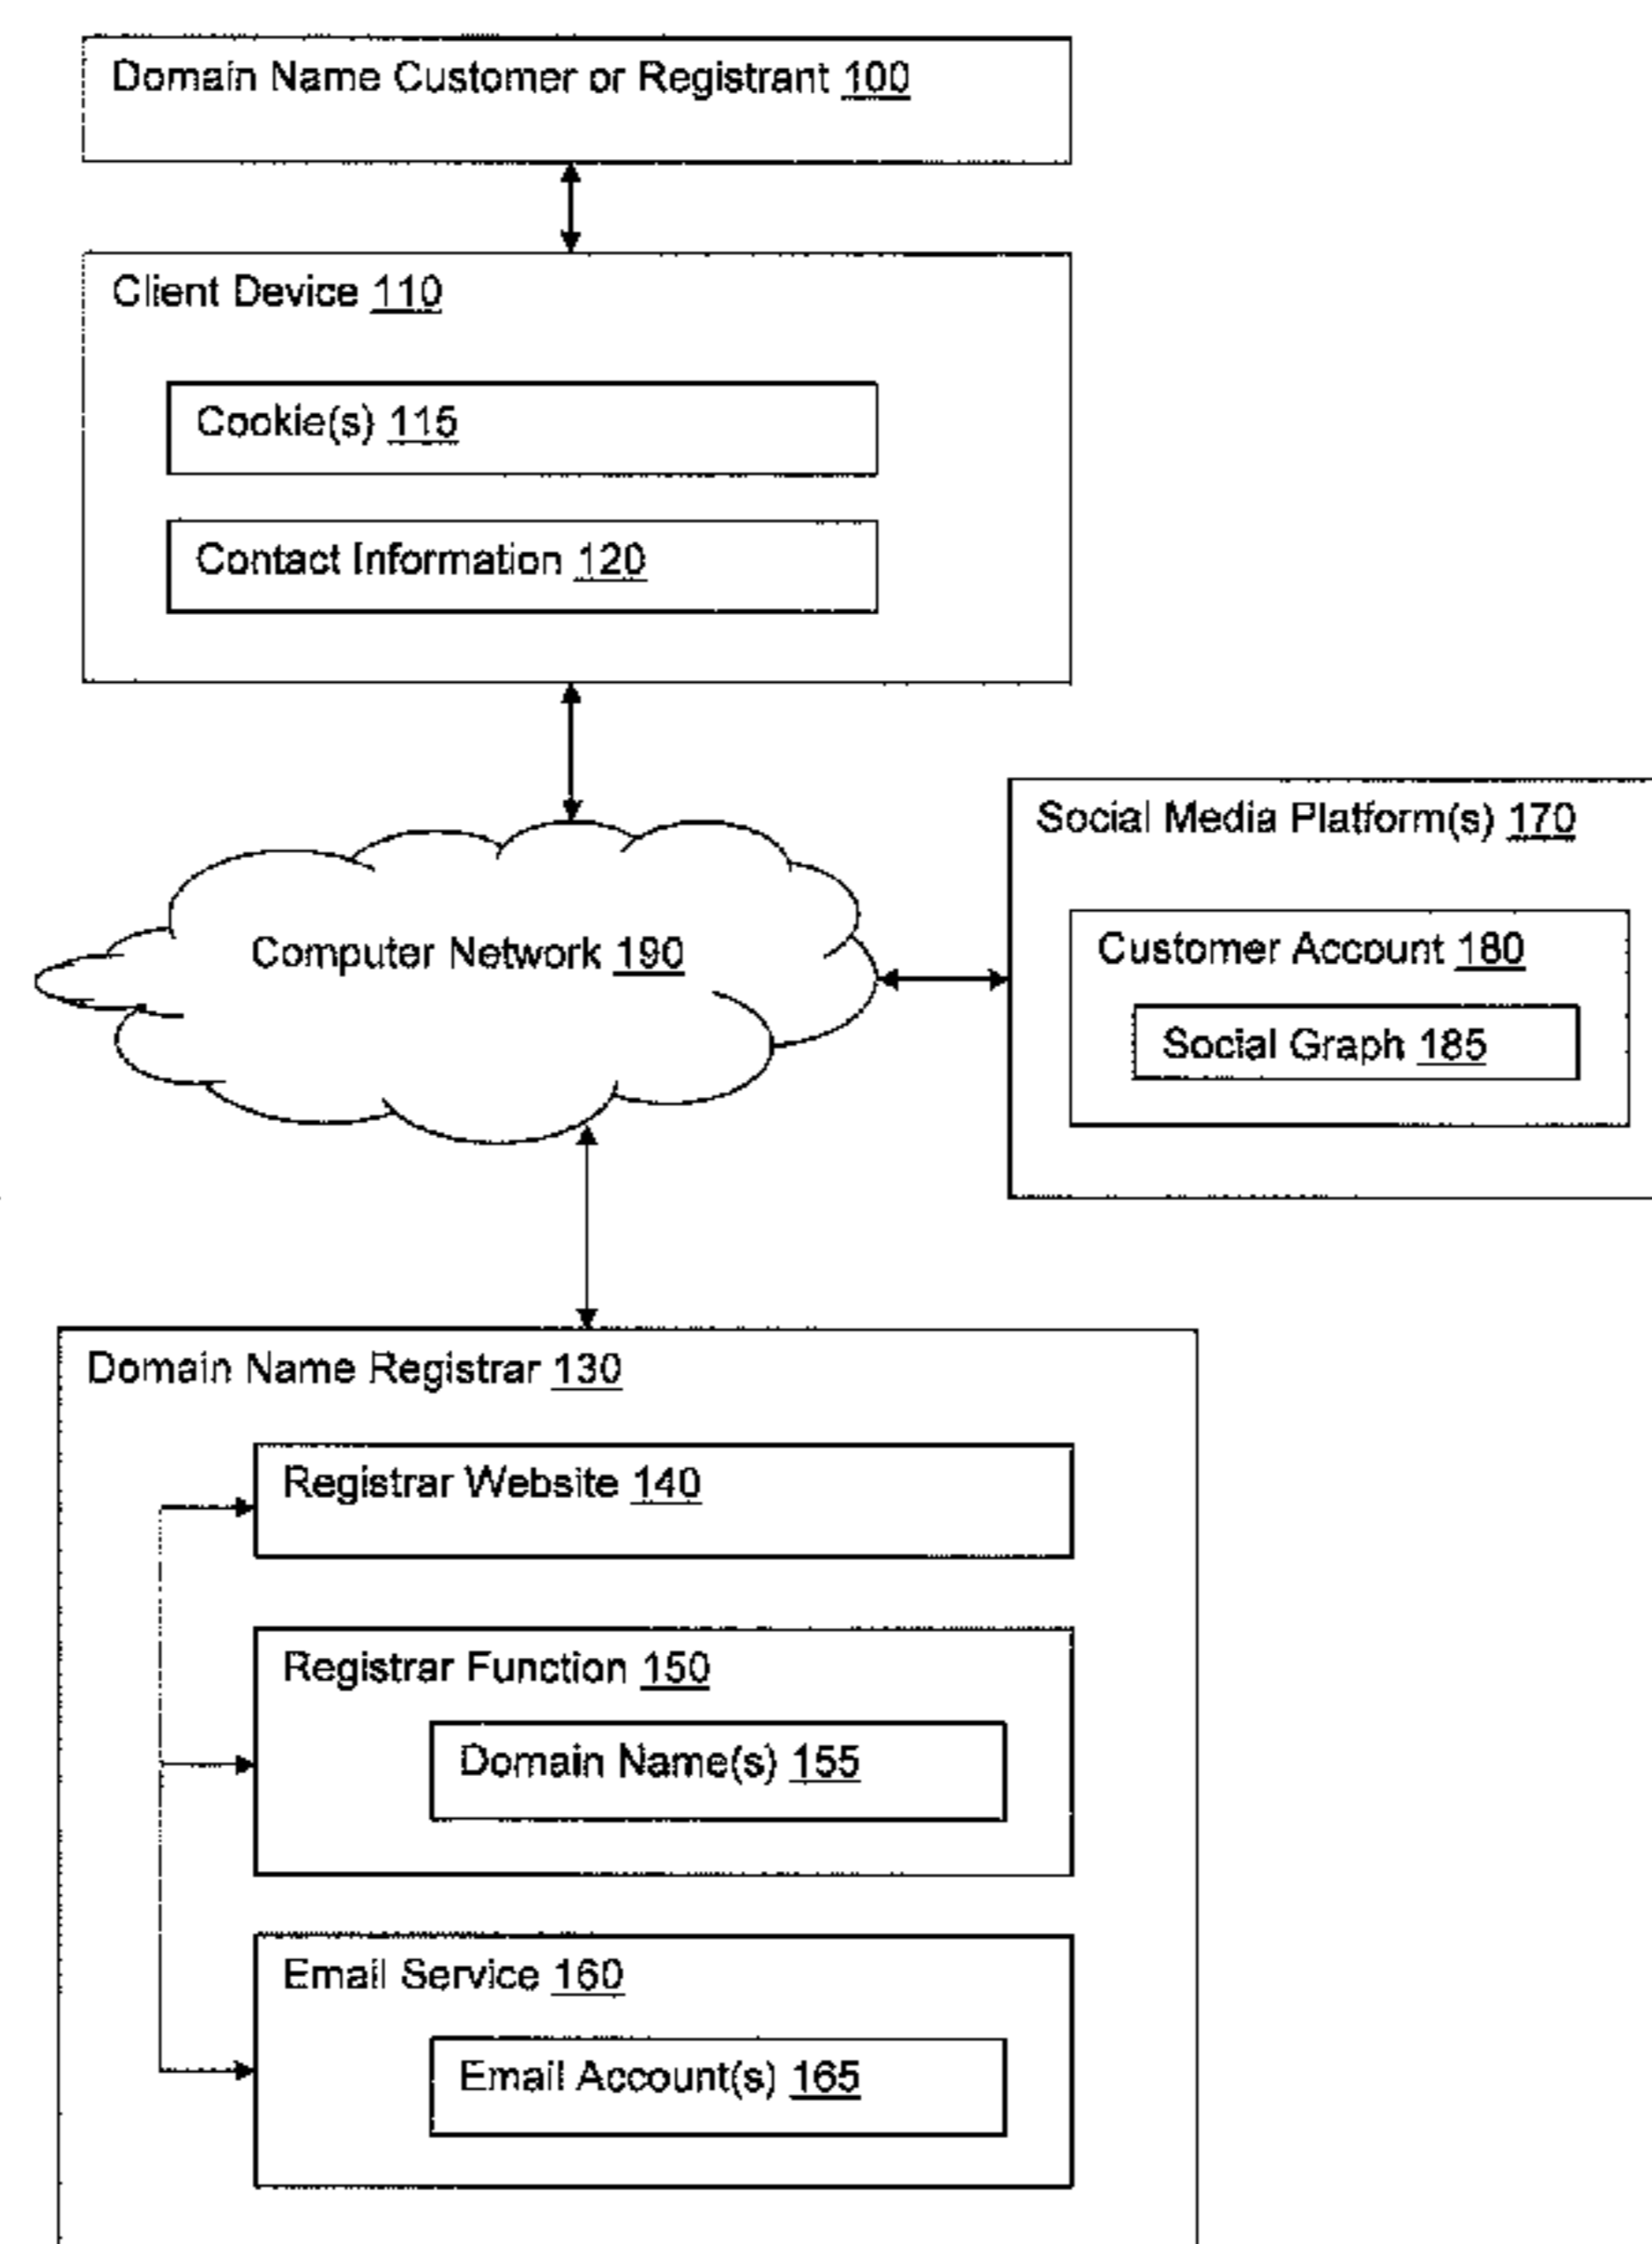 Domain Name Customer or Registrant 100
Client Device 110
Cookie(s) 115
Contact Information 120
Social Media Platform(s) 170
Customer Account 180
Computer Network 190
Social Graph 185
Domain Name Registrar 130
Registrar Website 140
Registrar Function 150
Domain Name(s) 155
Email Service 160
Email Account(s) 165